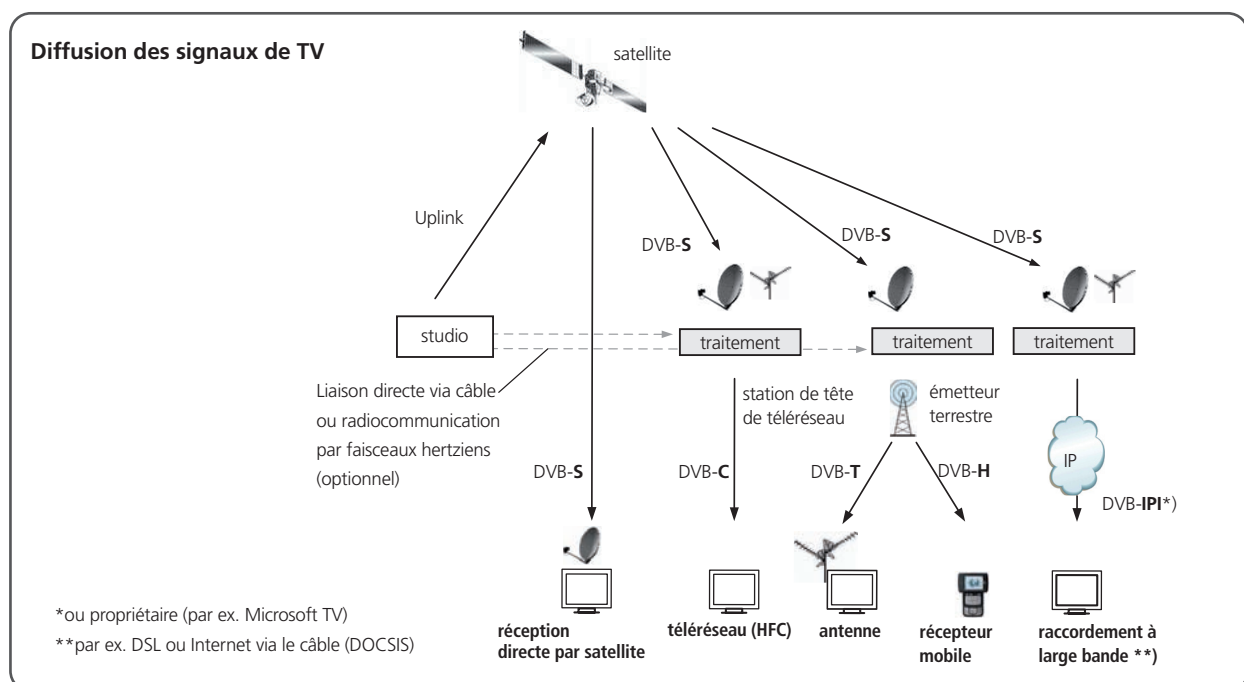 Diffusion des signaux de TV
satellite
Uplink
DVB-S
DVB-S
DVB-S
studio
traitement
traitement
traitement
Liaison directe via câble
ou radiocommunication
par faisceaux hertziens
(optionnel)
station de tête
de téléréseau
émetteur
terrestre
IP
DVB-S
DVB-C
DVB-T
DVB-H
DVB-IPI*)
*ou propriétaire (par ex. Microsoft TV)
**par ex. DSL ou Internet via le câble (DOCSIS)
réception
directe par satellite
téléréseau (HFC)
antenne
récepteur
mobile
raccordement à
large bande **)